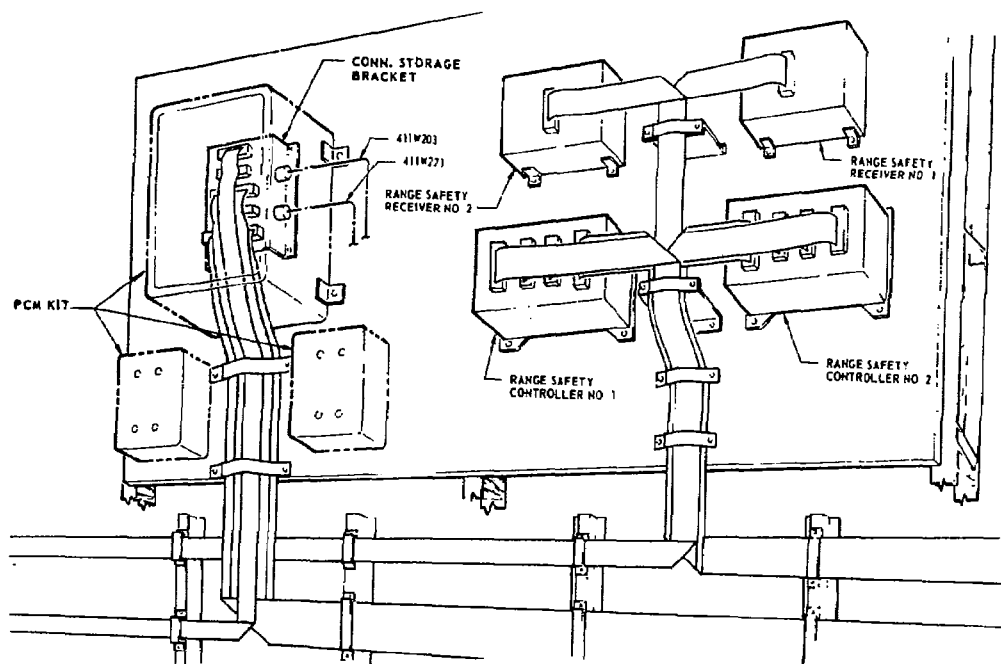 CONN. STORAGE
BRACKET
411W203
411W271
RANGE SAFETY
RECEIVER NO 2
RANGE SAFETY
RECEIVER NO 1
PCM KIT
RANGE SAFETY
CONTROLLER NO 1
RANGE SAFETY
CONTROLLER NO 2